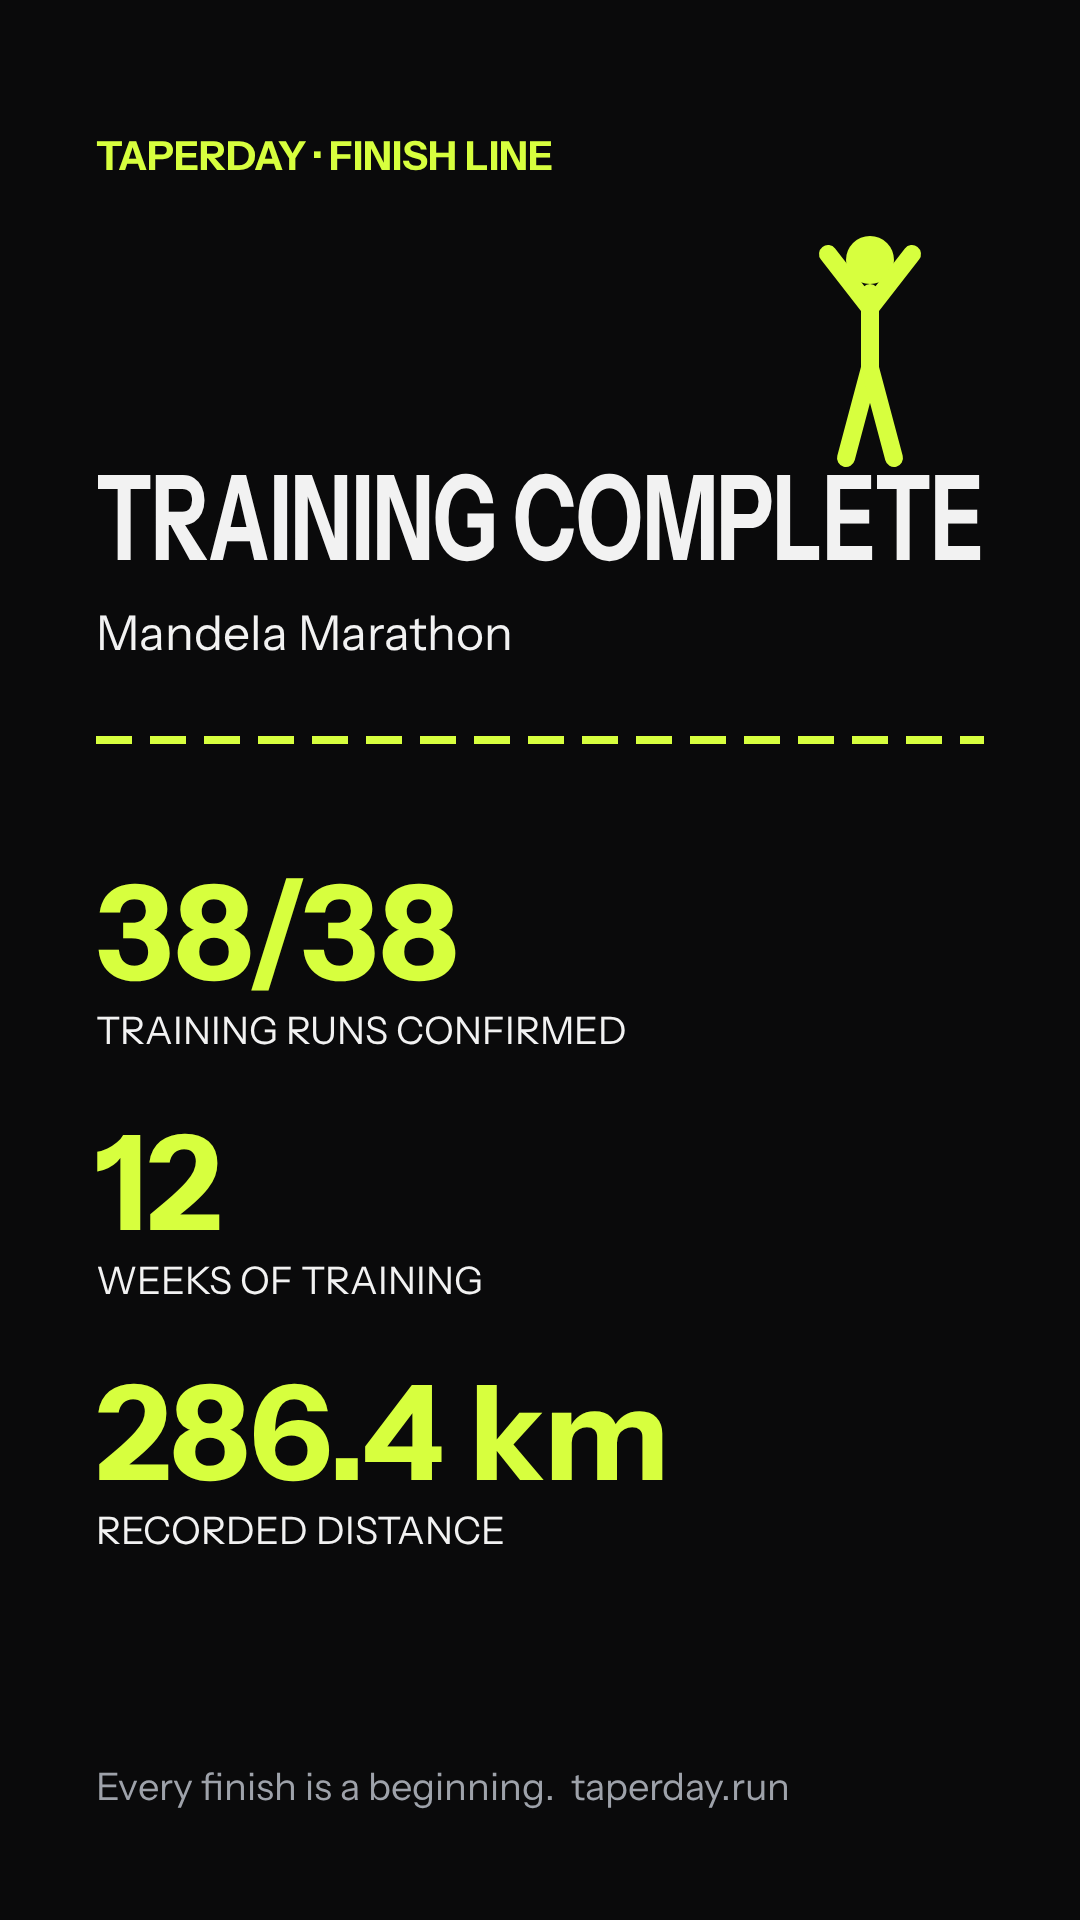 TAPERDAY · FINISH LINE
TRAINING COMPLETE
Mandela Marathon
38/38
TRAINING RUNS CONFIRMED
12
WEEKS OF TRAINING
286.4 km
RECORDED DISTANCE
Every finish is a beginning. taperday.run